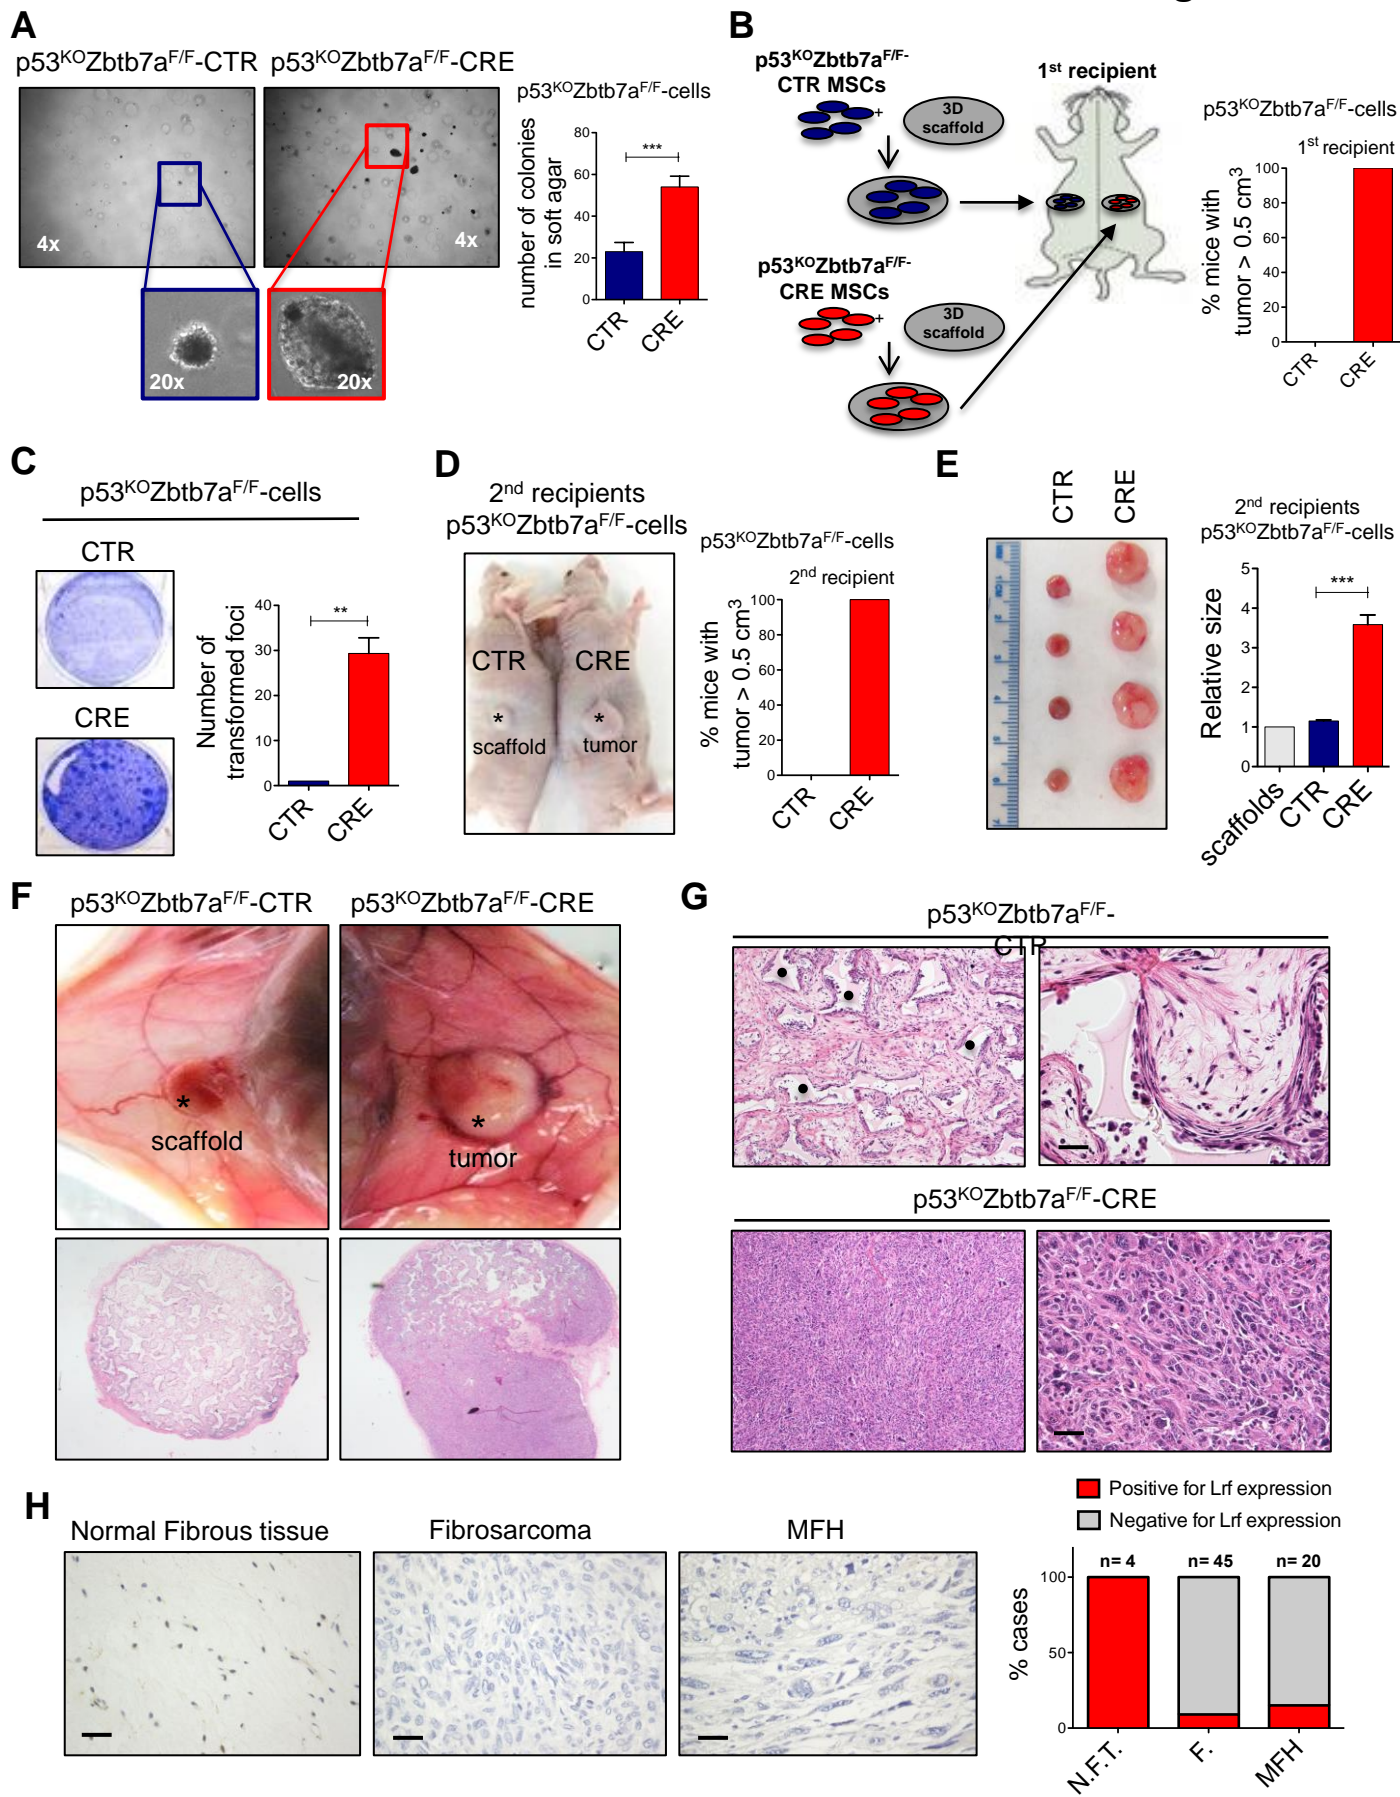 A
p53KOZbtb7aF/F-CTR
p53KOZbtb7aF/F-CRE
4x
4x
20x
20x
p53KOZbtb7aF/F-cells
number of colonies
in soft agar
80
60
40
20
0
***
CTR
CRE
B
p53KOZbtb7aF/F-
CTR MSCs
+
3D
scaffold
p53KOZbtb7aF/F-
CRE MSCs
+
3D
scaffold
1st recipient
p53KOZbtb7aF/F-cells
1st recipient
% mice with
tumor > 0.5 cm3
100
80
60
40
20
0
CTR
CRE
C
p53KOZbtb7aF/F-cells
CTR
CRE
Number of
transformed foci
40
30
20
10
0
**
CTR
CRE
D
2nd recipients
p53KOZbtb7aF/F-cells
CTR
CRE
*
*
scaffold
tumor
p53KOZbtb7aF/F-cells
2nd recipient
% mice with
tumor > 0.5 cm3
100
80
60
40
20
0
CTR
CRE
E
CTR
CRE
2nd recipients
p53KOZbtb7aF/F-cells
Relative size
5
4
3
2
1
0
***
scaffolds
CTR
CRE
F
p53KOZbtb7aF/F-CTR
p53KOZbtb7aF/F-CRE
*
scaffold
*
tumor
G
p53KOZbtb7aF/F-
CTR
p53KOZbtb7aF/F-CRE
H
Normal Fibrous tissue
Fibrosarcoma
MFH
Positive for Lrf expression
Negative for Lrf expression
% cases
100
50
0
n= 4
n= 45
n= 20
N.F.T.
F.
MFH